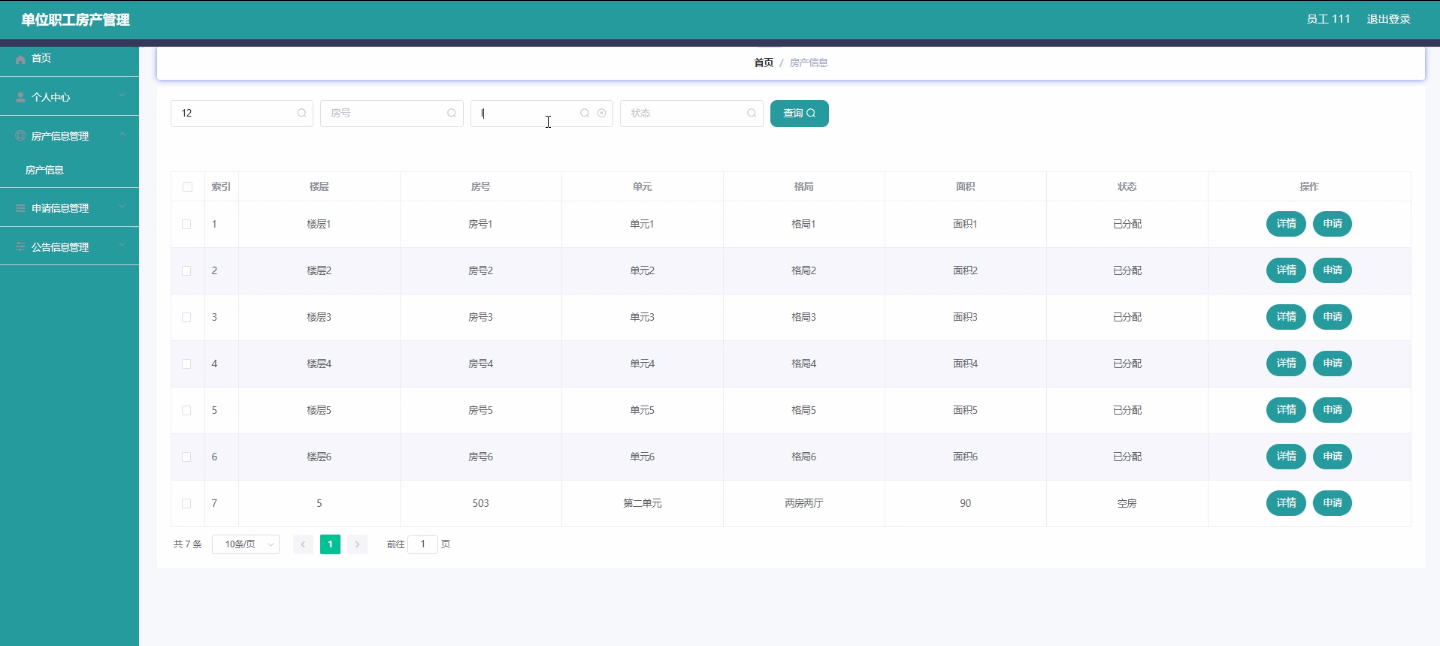 单位职工房产管理
员工 111 退出登录
首页
个人中心
房产信息管理
房产信息
申请信息管理
公告信息管理
首页 / 房产信息
12 房号 状态 查询
索引 楼层 房号 单元 格局 面积 状态 操作
1 楼层1 房号1 单元1 格局1 面积1 已分配 详情 申请
2 楼层2 房号2 单元2 格局2 面积2 已分配 详情 申请
3 楼层3 房号3 单元3 格局3 面积3 已分配 详情 申请
4 楼层4 房号4 单元4 格局4 面积4 已分配 详情 申请
5 楼层5 房号5 单元5 格局5 面积5 已分配 详情 申请
6 楼层6 房号6 单元6 格局6 面积6 已分配 详情 申请
7 5 503 第二单元 两房两厅 90 空房 详情 申请
共 7 条 10条/页 < 1 > 前往 1 页